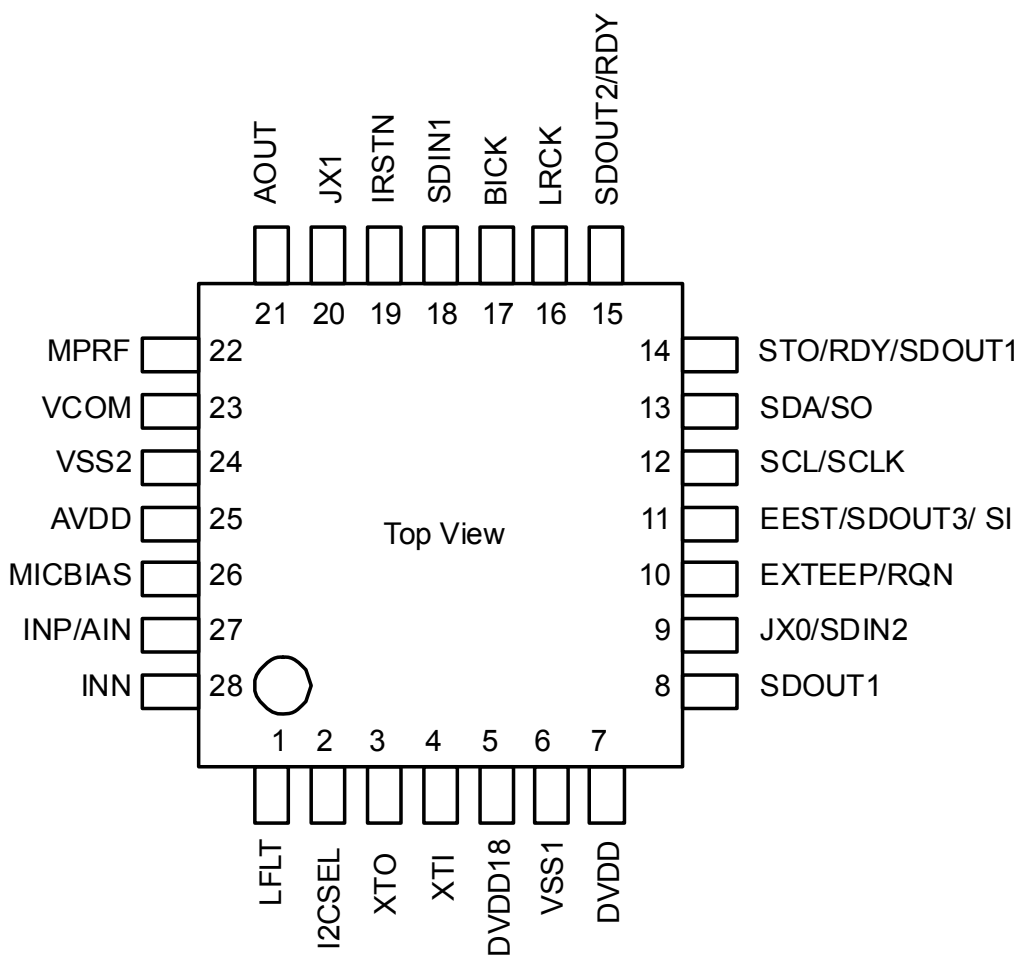 AOUT
JX1
IRSTN
SDIN1
BICK
LRCK
SDOUT2/RDY
21
20
19
18
17
16
15
MPRF
22
14
STO/RDY/SDOUT1
VCOM
23
13
SDA/SO
VSS2
24
12
SCL/SCLK
AVDD
25
Top View
11
EEST/SDOUT3/ SI
MICBIAS
26
10
EXTEEP/RQN
INP/AIN
27
9
JX0/SDIN2
INN
28
8
SDOUT1
1
2
3
4
5
6
7
LFLT
I2CSEL
XTO
XTI
DVDD18
VSS1
DVDD